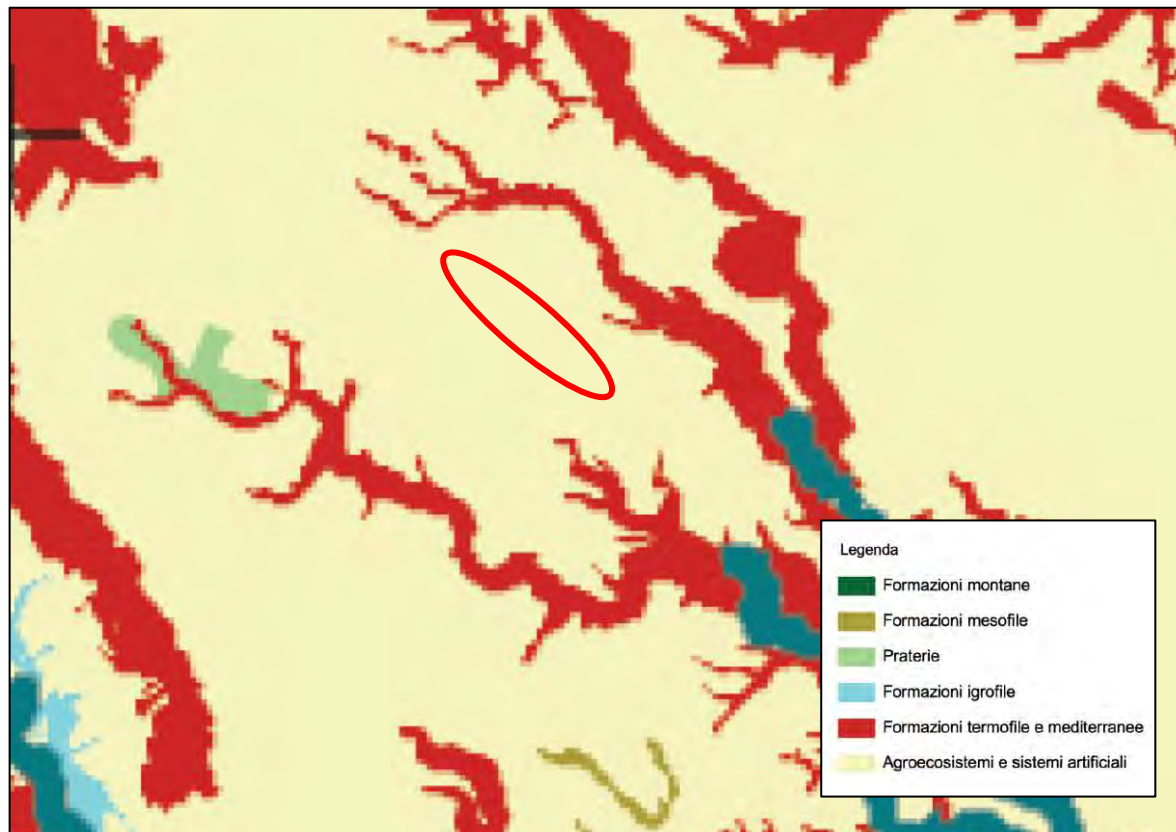 Legenda
Formazioni montane
Formazioni mesofile
Praterie
Formazioni igrofile
Formazioni termofile e mediterranee
Agroecosistemi e sistemi artificiali